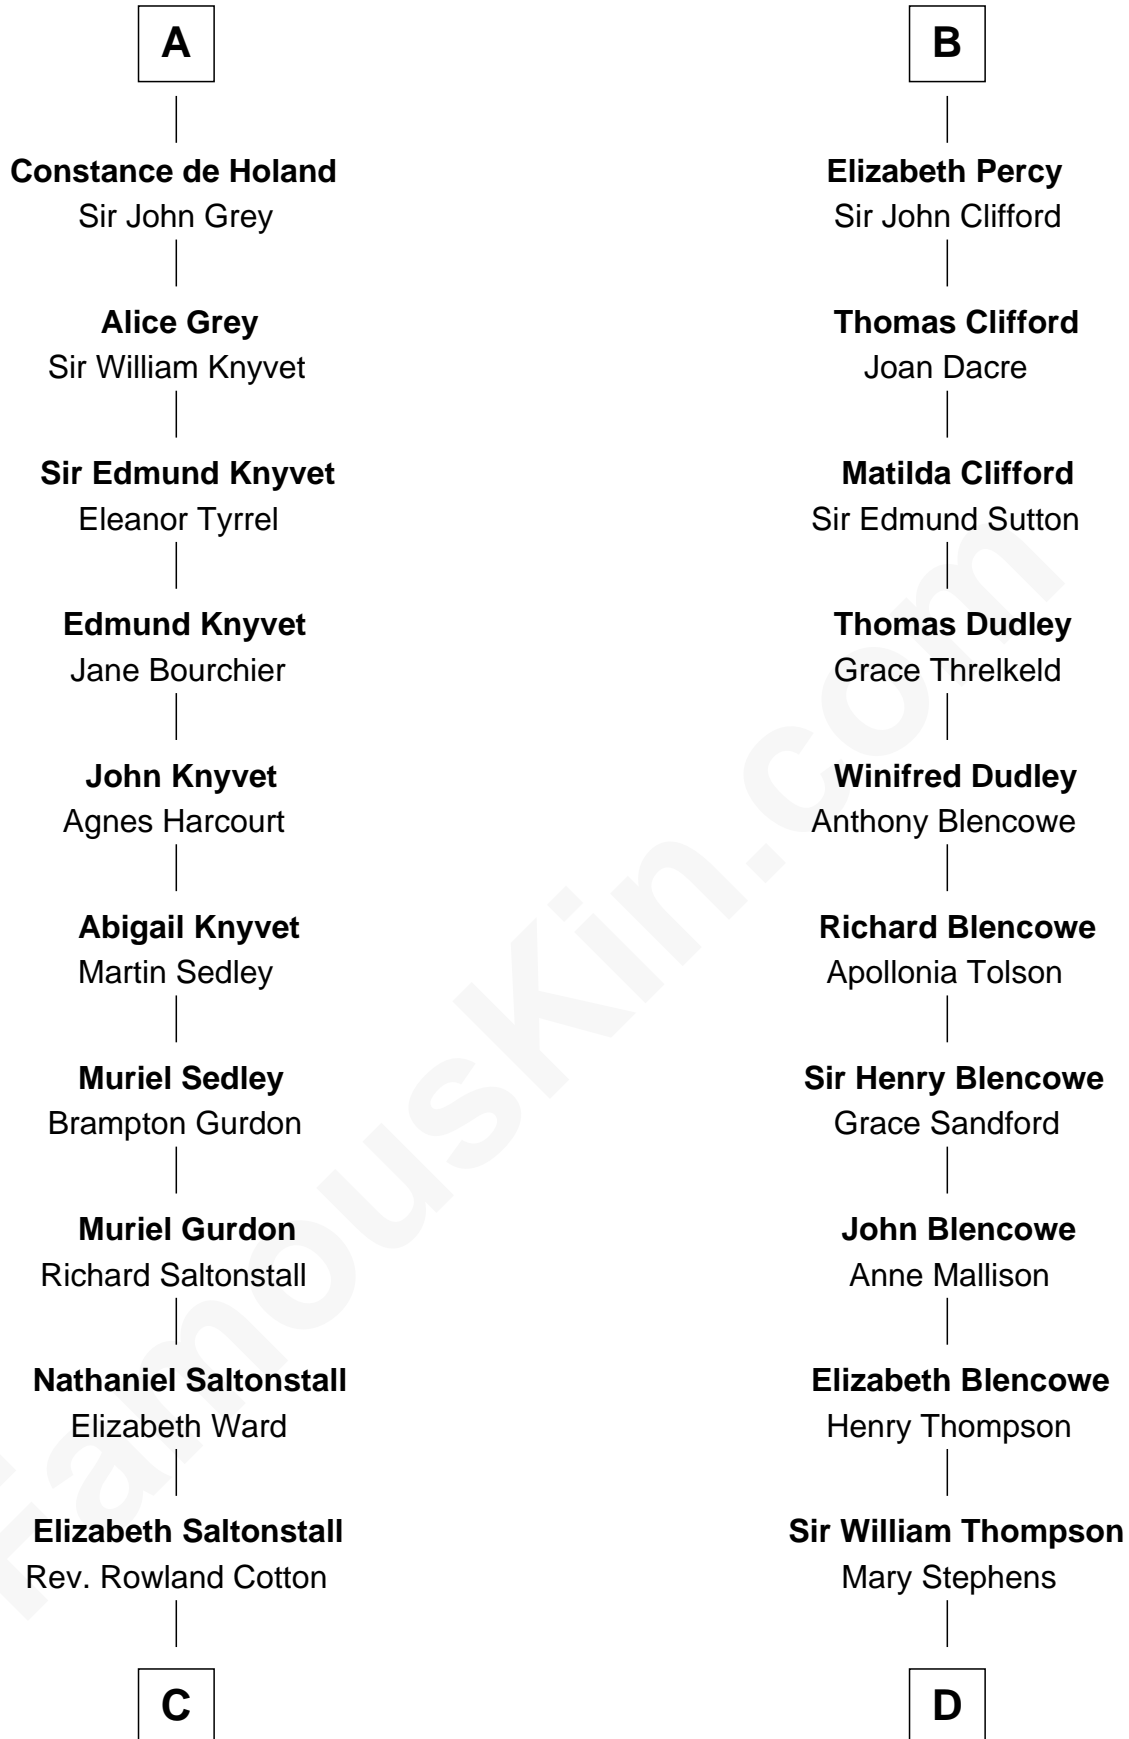 A
Constance de Holand
Sir John Grey
Alice Grey
Sir William Knyvet
Sir Edmund Knyvet
Eleanor Tyrrel
Edmund Knyvet
Jane Bourchier
John Knyvet
Agnes Harcourt
Abigail Knyvet
Martin Sedley
Muriel Sedley
Brampton Gurdon
Muriel Gurdon
Richard Saltonstall
Nathaniel Saltonstall
Elizabeth Ward
Elizabeth Saltonstall
Rev. Rowland Cotton
C
B
Elizabeth Percy
Sir John Clifford
Thomas Clifford
Joan Dacre
Matilda Clifford
Sir Edmund Sutton
Thomas Dudley
Grace Threlkeld
Winifred Dudley
Anthony Blencowe
Richard Blencowe
Apollonia Tolson
Sir Henry Blencowe
Grace Sandford
John Blencowe
Anne Mallison
Elizabeth Blencowe
Henry Thompson
Sir William Thompson
Mary Stephens
D
FamousKin.com